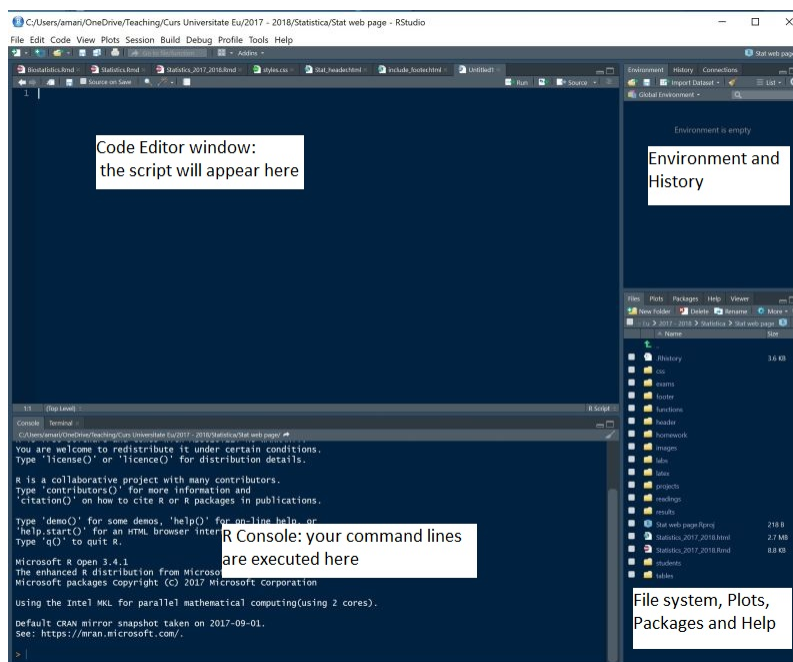 C:/Users/amari/OneDrive/Teaching/Curs Universitate Eu/2017 - 2018/Statistica/Stat web page - RStudio
File Edit Code View Plots Session Build Debug Profile Tools Help
Go to file/function Addins Stat web page
Biostatistics.Rmd Statistics.Rmd Statistics_2017_2018.Rmd styles.css Stat_header.html include_footer.html Untitled1
Source on Save Run Source
1
Code Editor window:
the script will appear here
1:1 (Top Level) R Script
Environment History Connections
Import Dataset List
Global Environment
Environment is empty
Environment and
History
Console Terminal
C:/Users/amari/OneDrive/Teaching/Curs Universitate Eu/2017 - 2018/Statistica/Stat web page/
You are welcome to redistribute it under certain conditions.
Type 'license()' or 'licence()' for distribution details.
R is a collaborative project with many contributors.
Type 'contributors()' for more information and
'citation()' on how to cite R or R packages in publications.
Type 'demo()' for some demos, 'help()' for on-line help, or
'help.start()' for an HTML browser inter
Type 'q()' to quit R.
R Console: your command lines
are executed here
Microsoft R Open 3.4.1
The enhanced R distribution from Microso
Microsoft packages Copyright (C) 2017 Microsoft Corporation
Using the Intel MKL for parallel mathematical computing(using 2 cores).
Default CRAN mirror snapshot taken on 2017-09-01.
See: https://mran.microsoft.com/.
>
Files Plots Packages Help Viewer
New Folder Delete Rename More
Eu 2017 - 2018 Statistica Stat web page
Name Size
..
.Rhistory 3.6 KB
css
exams
footer
functions
header
homework
images
labs
latex
projects
readings
results
Stat web page.Rproj 218 B
Statistics_2017_2018.html 2.7 MB
Statistics_2017_2018.Rmd 8.8 KB
students
tables
File system, Plots,
Packages and Help